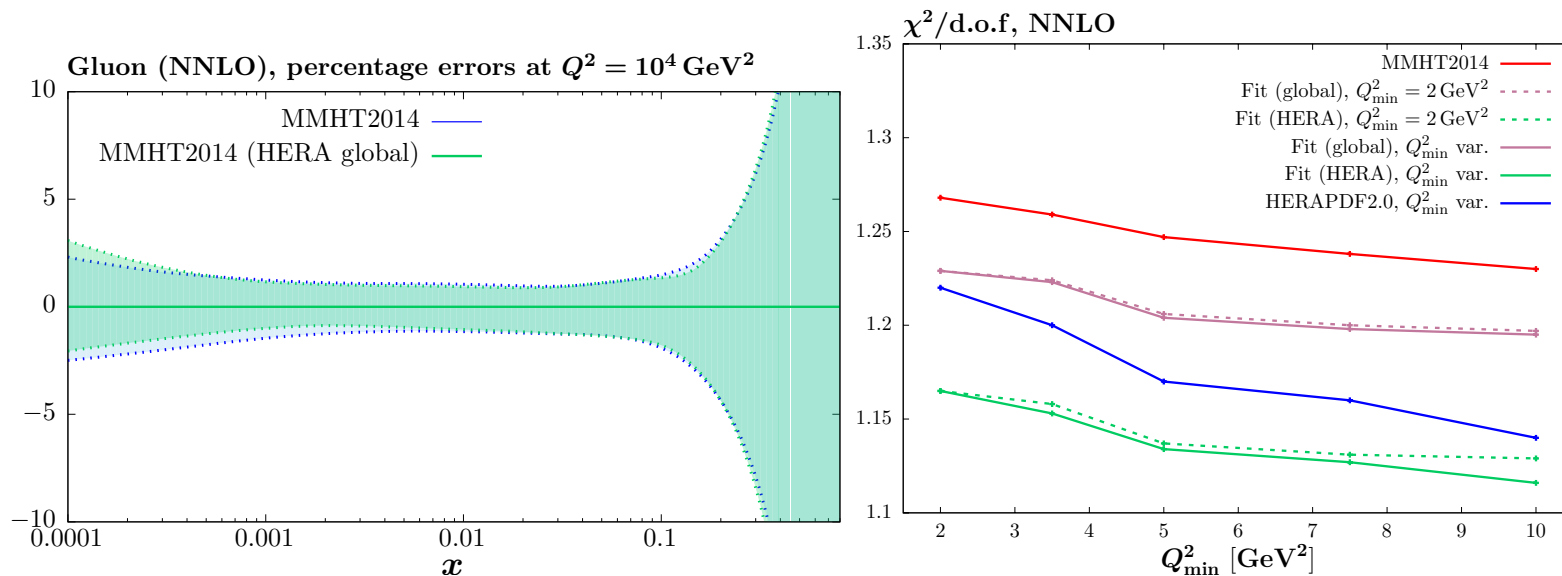 Gluon (NNLO), percentage errors at Q² = 10⁴ GeV²
MMHT2014
MMHT2014 (HERA global)
10
5
0
−5
−10
0.0001
0.001
0.01
0.1
x
χ²/d.o.f, NNLO
MMHT2014
Fit (global), Q²min = 2 GeV²
Fit (HERA), Q²min = 2 GeV²
Fit (global), Q²min var.
Fit (HERA), Q²min var.
HERAPDF2.0, Q²min var.
1.35
1.3
1.25
1.2
1.15
1.1
2 3 4 5 6 7 8 9 10
Q²min [GeV²]